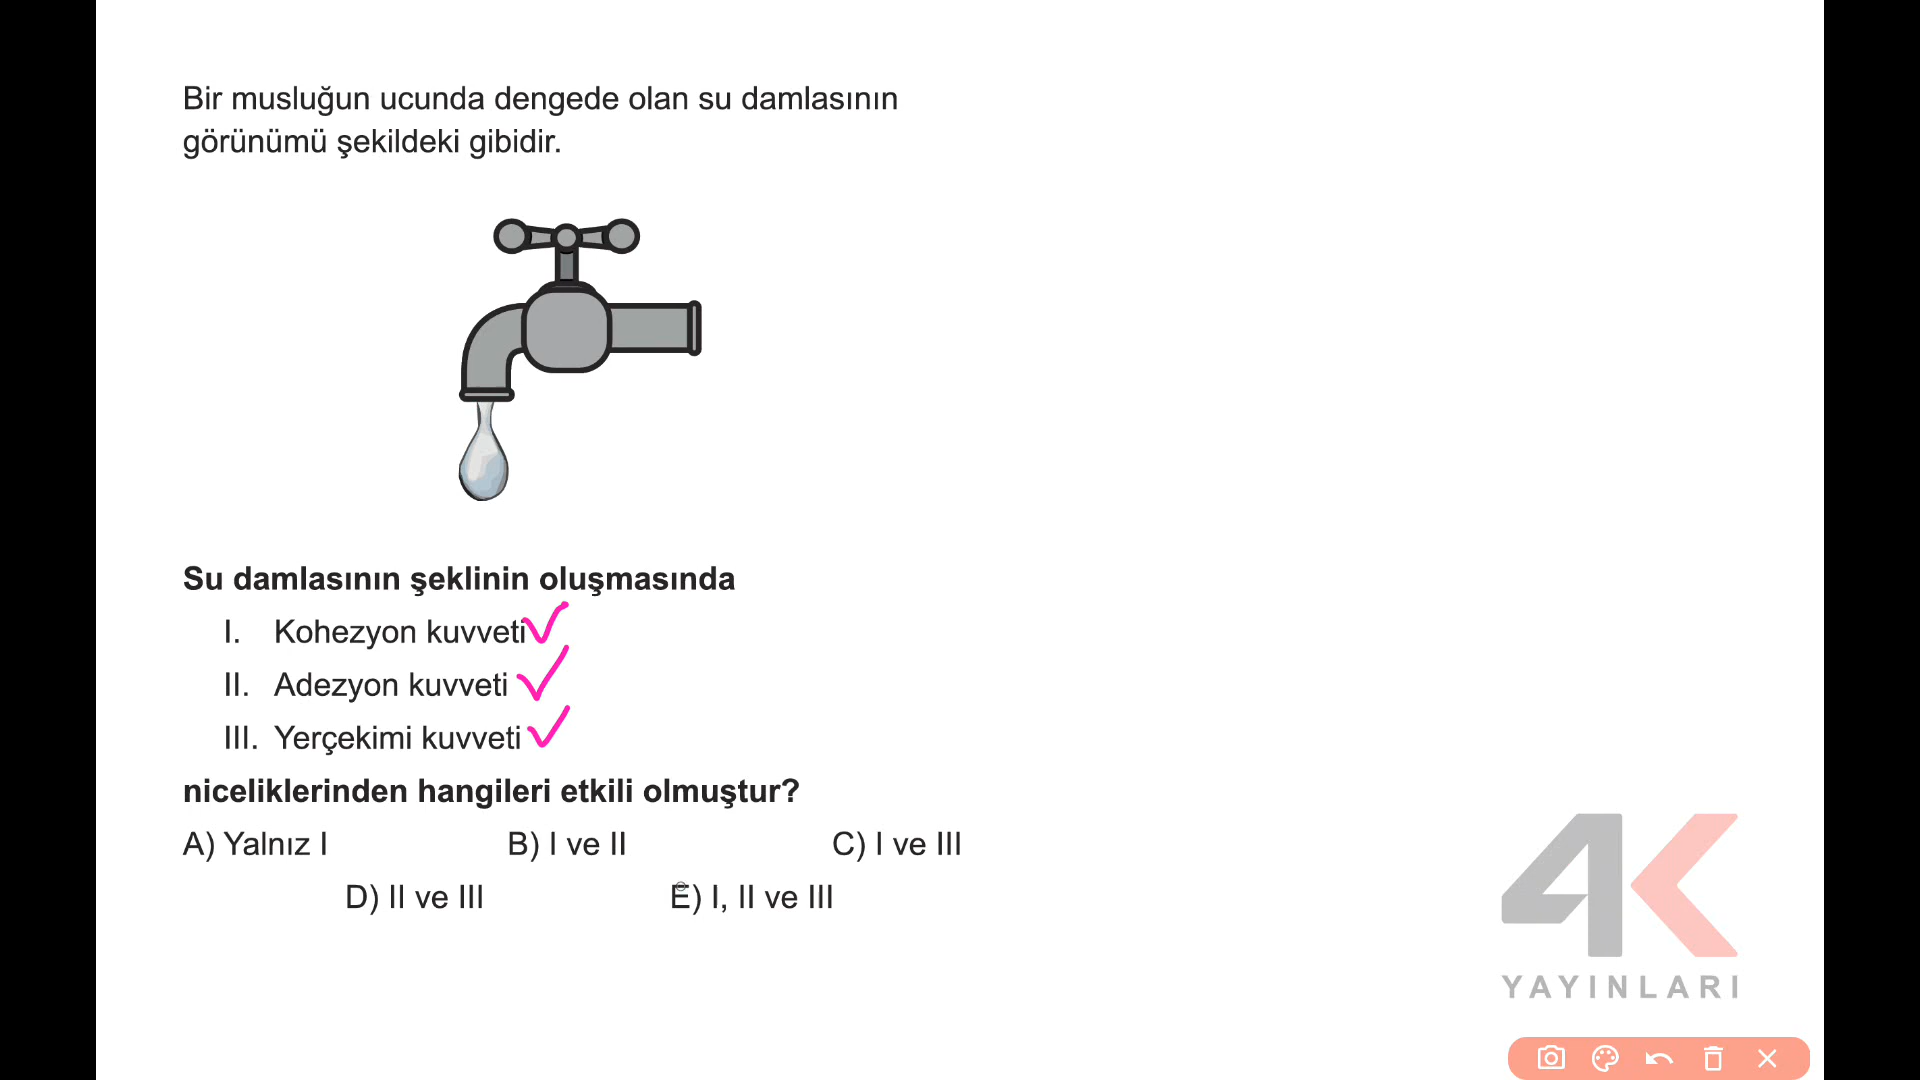 Bir musluğun ucunda dengede olan su damlasının
görünümü şekildeki gibidir.
Su damlasının şeklinin oluşmasında
I. Kohezyon kuvveti
II. Adezyon kuvveti
III. Yerçekimi kuvveti
niceliklerinden hangileri etkili olmuştur?
A) Yalnız I B) I ve II C) I ve III
D) II ve III E) I, II ve III
4K
YAYINLARI